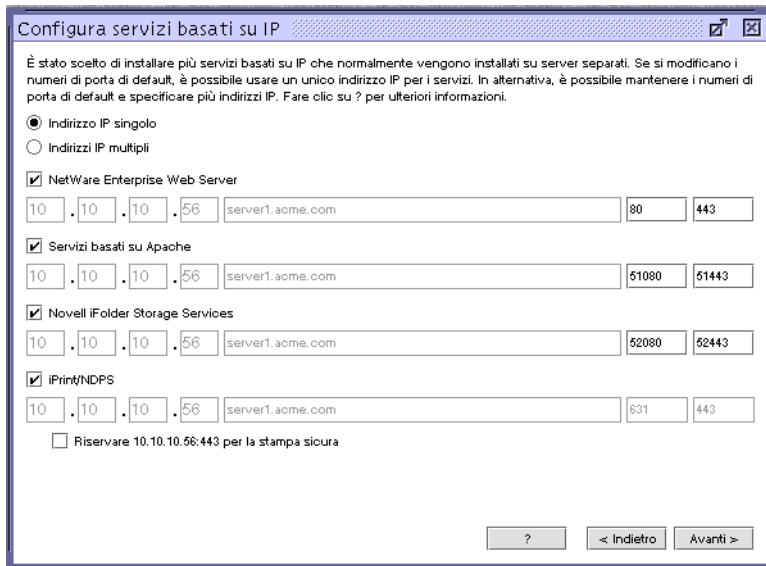 Configura servizi basati su IP
È stato scelto di installare più servizi basati su IP che normalmente vengono installati su server separati. Se si modificano i
numeri di porta di default, è possibile usare un unico indirizzo IP per i servizi. In alternativa, è possibile mantenere i numeri di
porta di default e specificare più indirizzi IP. Fare clic su ? per ulteriori informazioni.
Indirizzo IP singolo
Indirizzi IP multipli
NetWare Enterprise Web Server
10 . 10 . 10 . 56 server1.acme.com 80 443
Servizi basati su Apache
10 . 10 . 10 . 56 server1.acme.com 51080 51443
Novell iFolder Storage Services
10 . 10 . 10 . 56 server1.acme.com 52080 52443
iPrint/NDPS
10 . 10 . 10 . 56 server1.acme.com 631 443
Riservare 10.10.10.56:443 per la stampa sicura
? < Indietro Avanti >